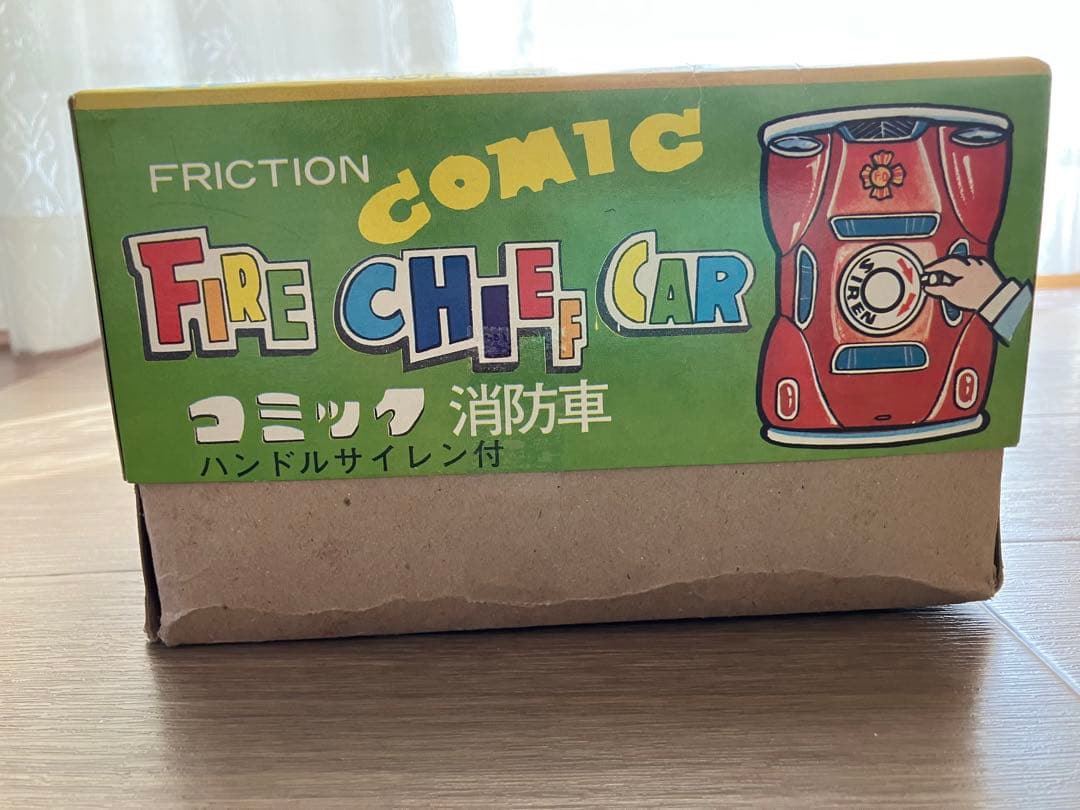 FRICTION
COMIC
FIRE CHIEF CAR
コミック 消防車
ハンドルサイレン付
F.D
SIREN